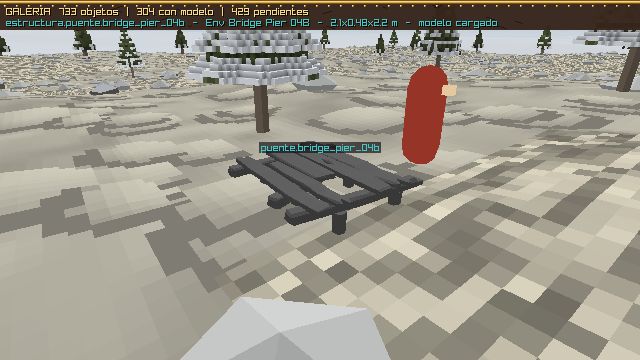 GALERIA 733 objetos | 304 con modelo | 429 pendientes
estructura.puente.bridge_pier_04b - Env Bridge Pier 04B - 2.1x0.48x2.2 m - modelo cargado
puente.bridge_pier_04b